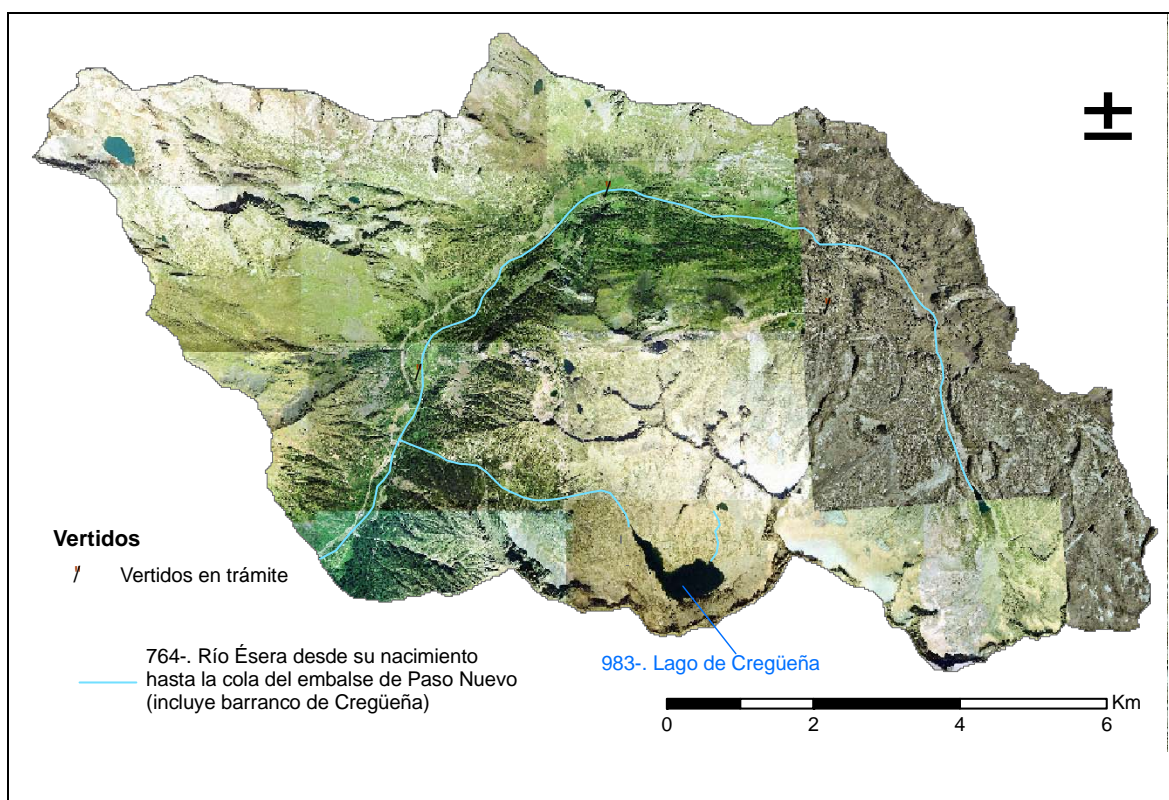 Vertidos
Vertidos en trámite
764-. Río Ésera desde su nacimiento
hasta la cola del embalse de Paso Nuevo
(incluye barranco de Cregüeña)
983-. Lago de Cregüeña
Km
0 2 4 6